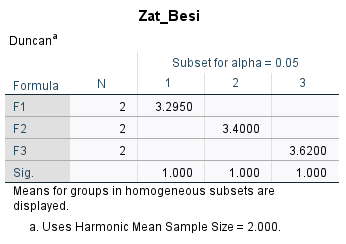 Zat_Besi
Duncanᵃ
Subset for alpha = 0.05
Formula N 1 2 3
F1 2 3.2950
F2 2 3.4000
F3 2 3.6200
Sig. 1.000 1.000 1.000
Means for groups in homogeneous subsets are
displayed.
a. Uses Harmonic Mean Sample Size = 2.000.